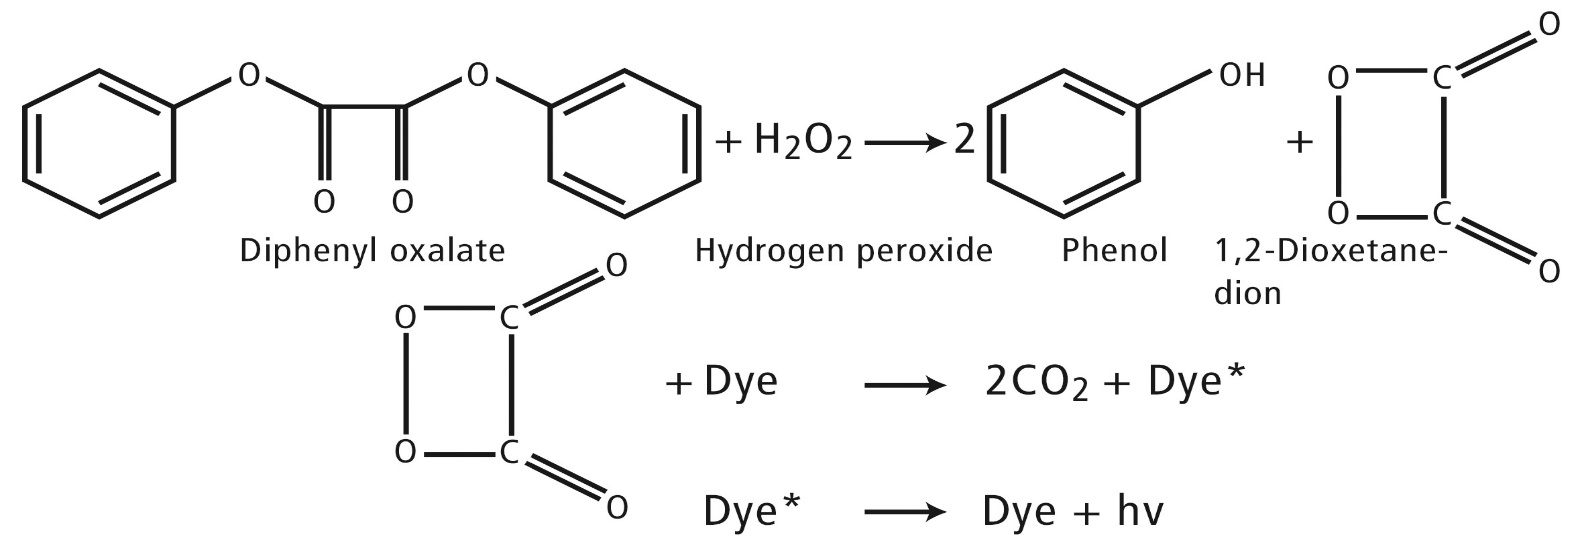 O O OH O C O
+ H₂O₂ 2 +
O O O C O
Diphenyl oxalate Hydrogen peroxide Phenol 1,2-Dioxetane-
dion
O C O
+ Dye 2CO₂ + Dye*
O C O
Dye* Dye + hv